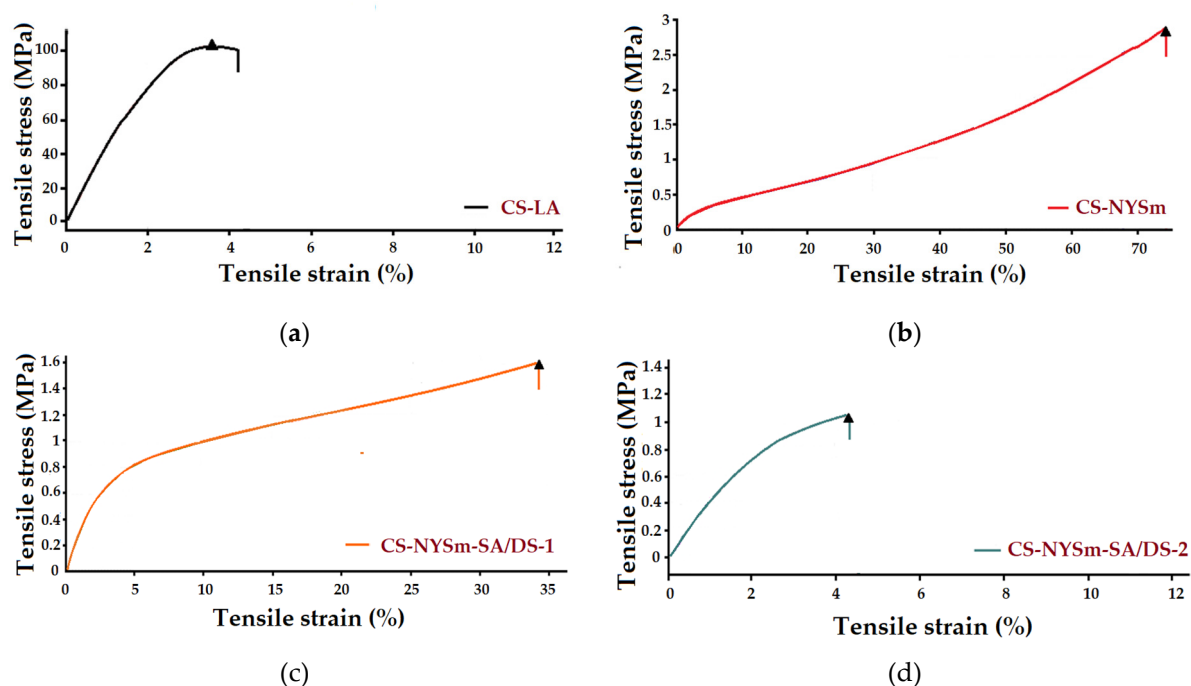 Tensile stress (MPa)
100
80
60
40
20
0
CS-LA
0 2 4 6 8 10 12
Tensile strain (%)
(a)
Tensile stress (MPa)
3
2.5
2
1.5
1
0.5
0
CS-NYSm
0 10 20 30 40 50 60 70
Tensile strain (%)
(b)
Tensile stress (MPa)
1.6
1.4
1.2
1
0.8
0.6
0.4
0.2
0
CS-NYSm-SA/DS-1
0 5 10 15 20 25 30 35
Tensile strain (%)
(c)
Tensile stress (MPa)
1.4
1.2
1
0.8
0.6
0.4
0.2
0
CS-NYSm-SA/DS-2
0 2 4 6 8 10 12
Tensile strain (%)
(d)